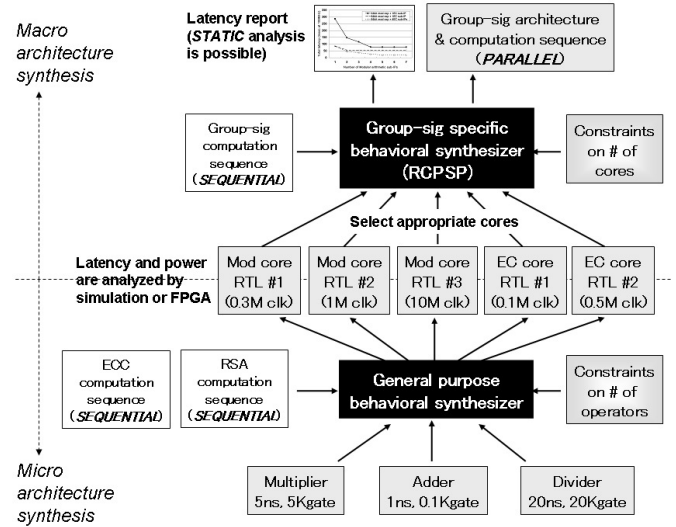 Macro
architecture
synthesis
Latency report
(STATIC analysis
is possible)
Group-sig architecture
& computation sequence
(PARALLEL)
Group-sig
computation
sequence
(SEQUENTIAL)
Group-sig specific
behavioral synthesizer
(RCPSP)
Constraints
on # of
cores
Select appropriate cores
Latency and power
are analyzed by
simulation or FPGA
Mod core
RTL #1
(0.3M clk)
Mod core
RTL #2
(1M clk)
Mod core
RTL #3
(10M clk)
EC core
RTL #1
(0.1M clk)
EC core
RTL #2
(0.5M clk)
ECC
computation
sequence
(SEQUENTIAL)
RSA
computation
sequence
(SEQUENTIAL)
General purpose
behavioral synthesizer
Constraints
on # of
operators
Micro
architecture
synthesis
Multiplier
5ns, 5Kgate
Adder
1ns, 0.1Kgate
Divider
20ns, 20Kgate